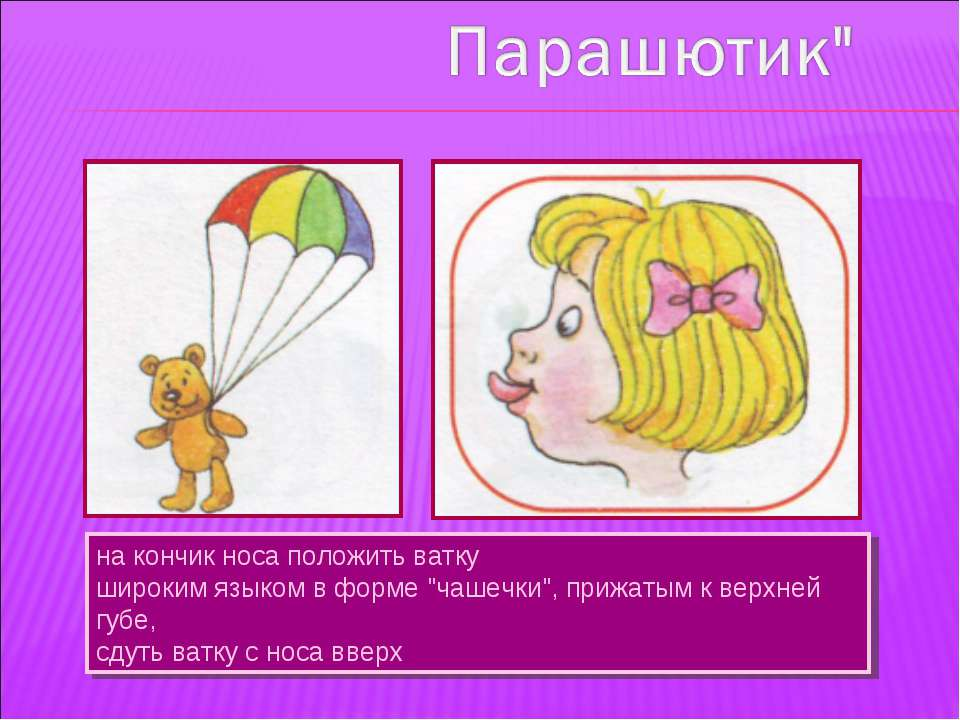 Парашютик"
на кончик носа положить ватку
широким языком в форме "чашечки", прижатым к верхней
губе,
сдуть ватку с носа вверх